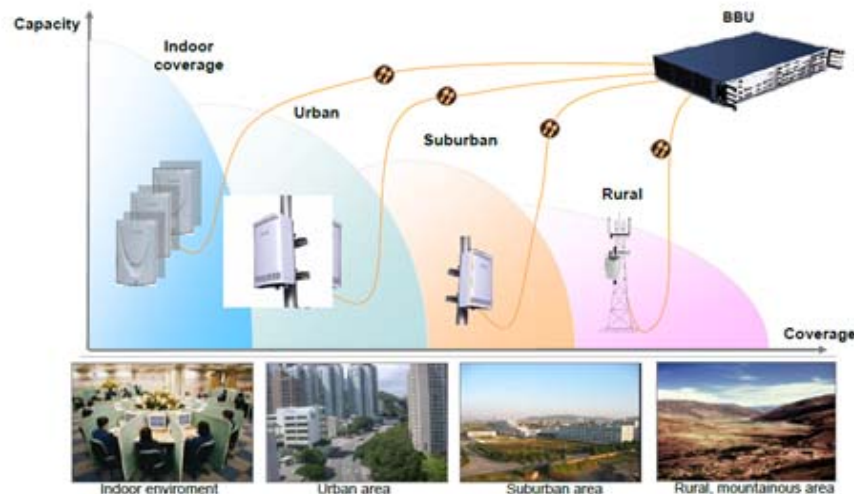 Capacity
BBU
Indoor
coverage
Urban
Suburban
Rural
Coverage
Indoor enviroment
Urban area
Suburban area
Rural, mountainous area